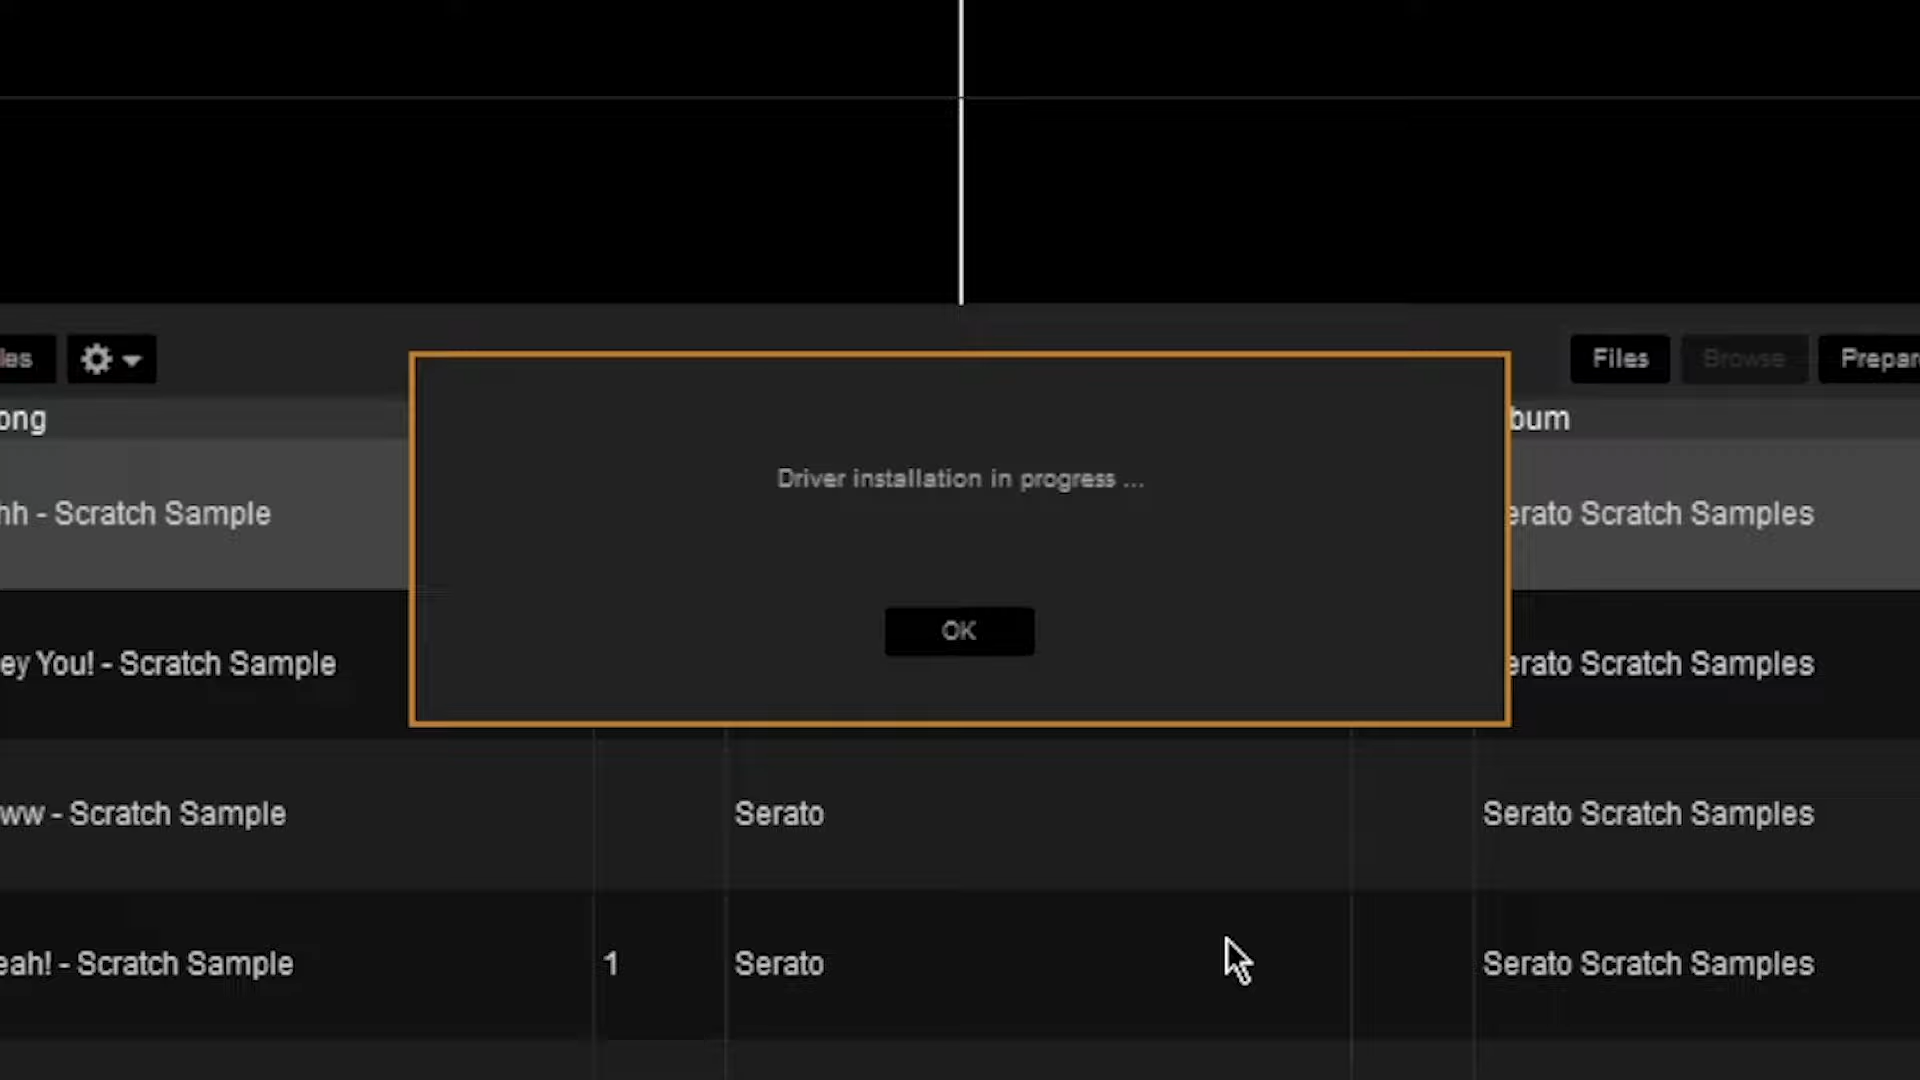 les
Files Browse Prepar
ong
bum
Driver installation in progress ...
hh - Scratch Sample
erato Scratch Samples
OK
ey You! - Scratch Sample
erato Scratch Samples
ww - Scratch Sample Serato Serato Scratch Samples
eah! - Scratch Sample 1 Serato Serato Scratch Samples